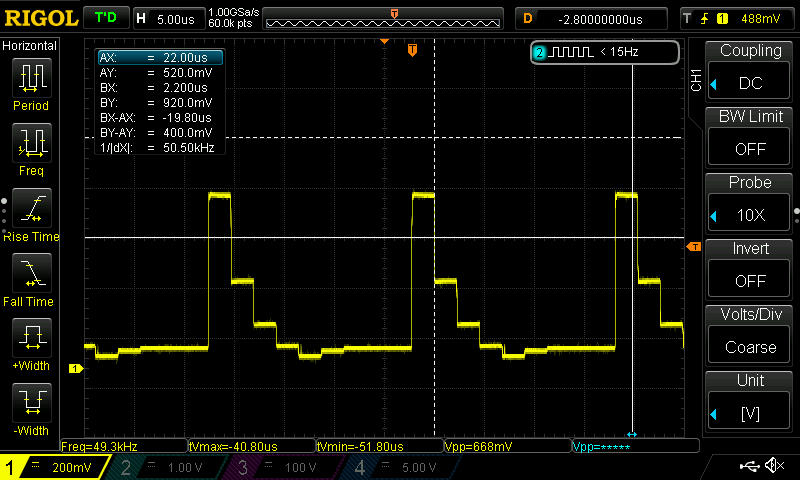 RIGOL T'D H 5.00us 1.00GSa/s 60.0k pts T D -2.80000000us T 1 488mV
Horizontal
Period
Freq
Rise Time
Fall Time
+Width
-Width
AX: = 22.00us
AY: = 520.0mV
BX: = 2.200us
BY: = 920.0mV
BX-AX: = -19.80us
BY-AY: = 400.0mV
1/|dX|: = 50.50kHz
T
2 < 15Hz
T
1
CH1
Coupling
DC
BW Limit
OFF
Probe
10X
Invert
OFF
Volts/Div
Coarse
Unit
[V]
Freq=49.3kHz tVmax=-40.80us tVmin=-51.80us Vpp=668mV Vpp=*****
1 = 200mV 2 = 1.00 V 3 = 100 V 4 = 5.00 V